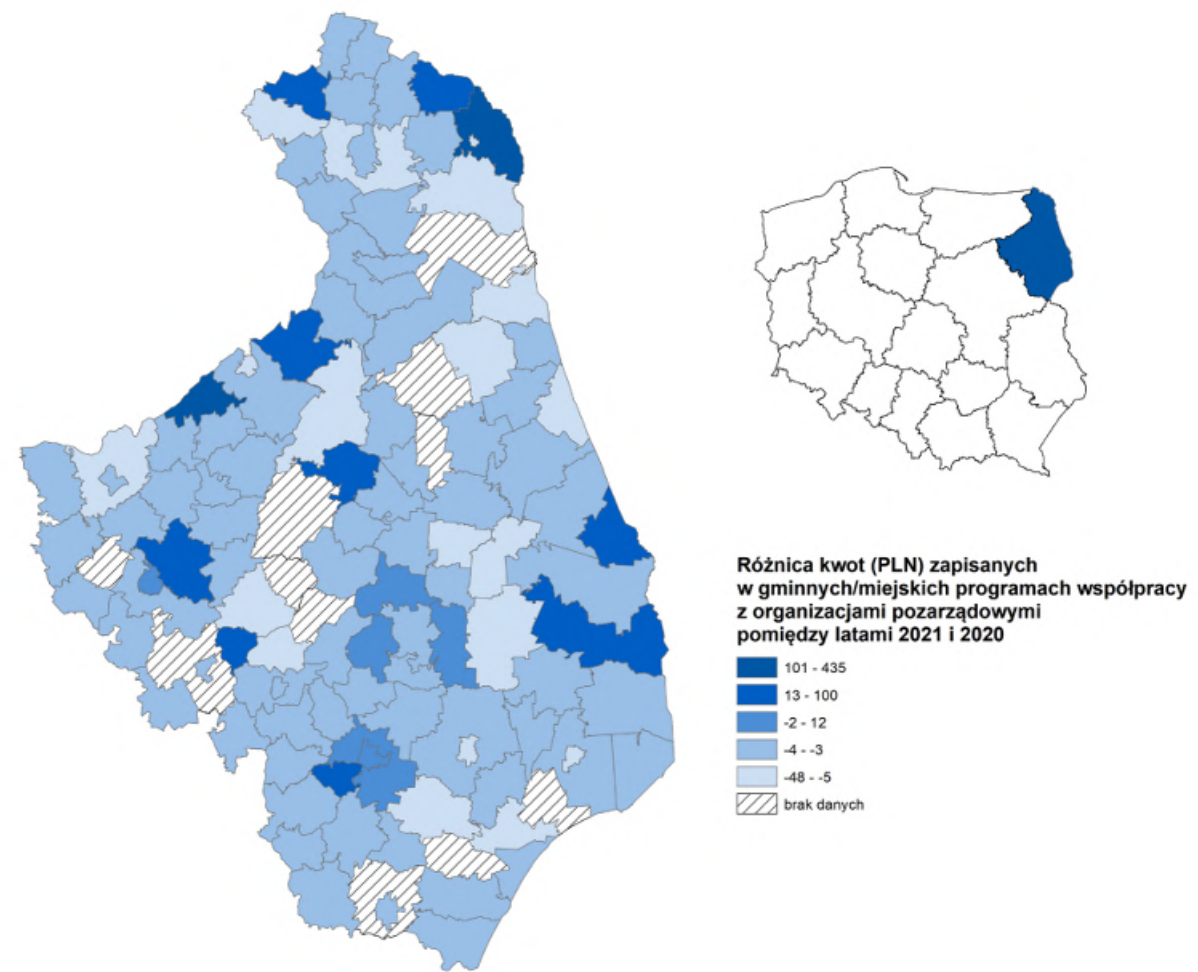 Różnica kwot (PLN) zapisanych
w gminnych/miejskich programach współpracy
z organizacjami pozarządowymi
pomiędzy latami 2021 i 2020
101 - 435
13 - 100
-2 - 12
-4 - -3
-48 - -5
brak danych